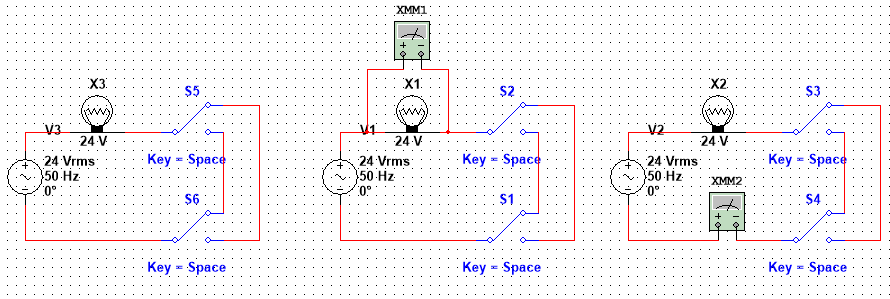 XMM1
X3
S5
V3
24 V
Key = Space
24 Vrms
50 Hz
0°
S6
Key = Space
X1
S2
V1
24 V
Key = Space
24 Vrms
50 Hz
0°
S1
Key = Space
X2
S3
V2
24 V
Key = Space
24 Vrms
50 Hz
0°
XMM2
S4
Key = Space